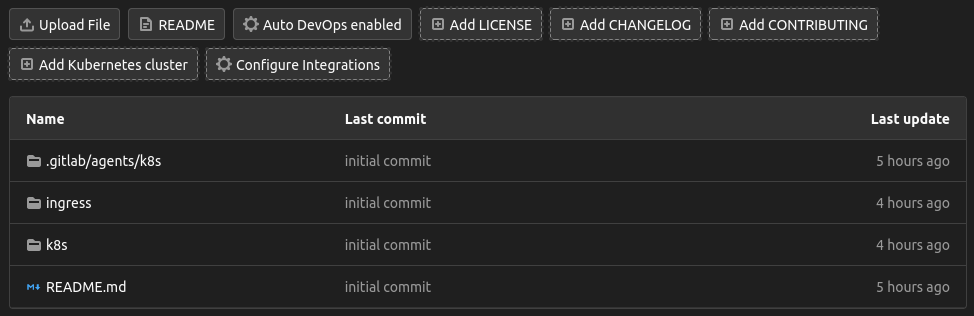 Upload File README Auto DevOps enabled Add LICENSE Add CHANGELOG Add CONTRIBUTING
Add Kubernetes cluster Configure Integrations
Name Last commit Last update
.gitlab/agents/k8s initial commit 5 hours ago
ingress initial commit 4 hours ago
k8s initial commit 4 hours ago
README.md initial commit 5 hours ago